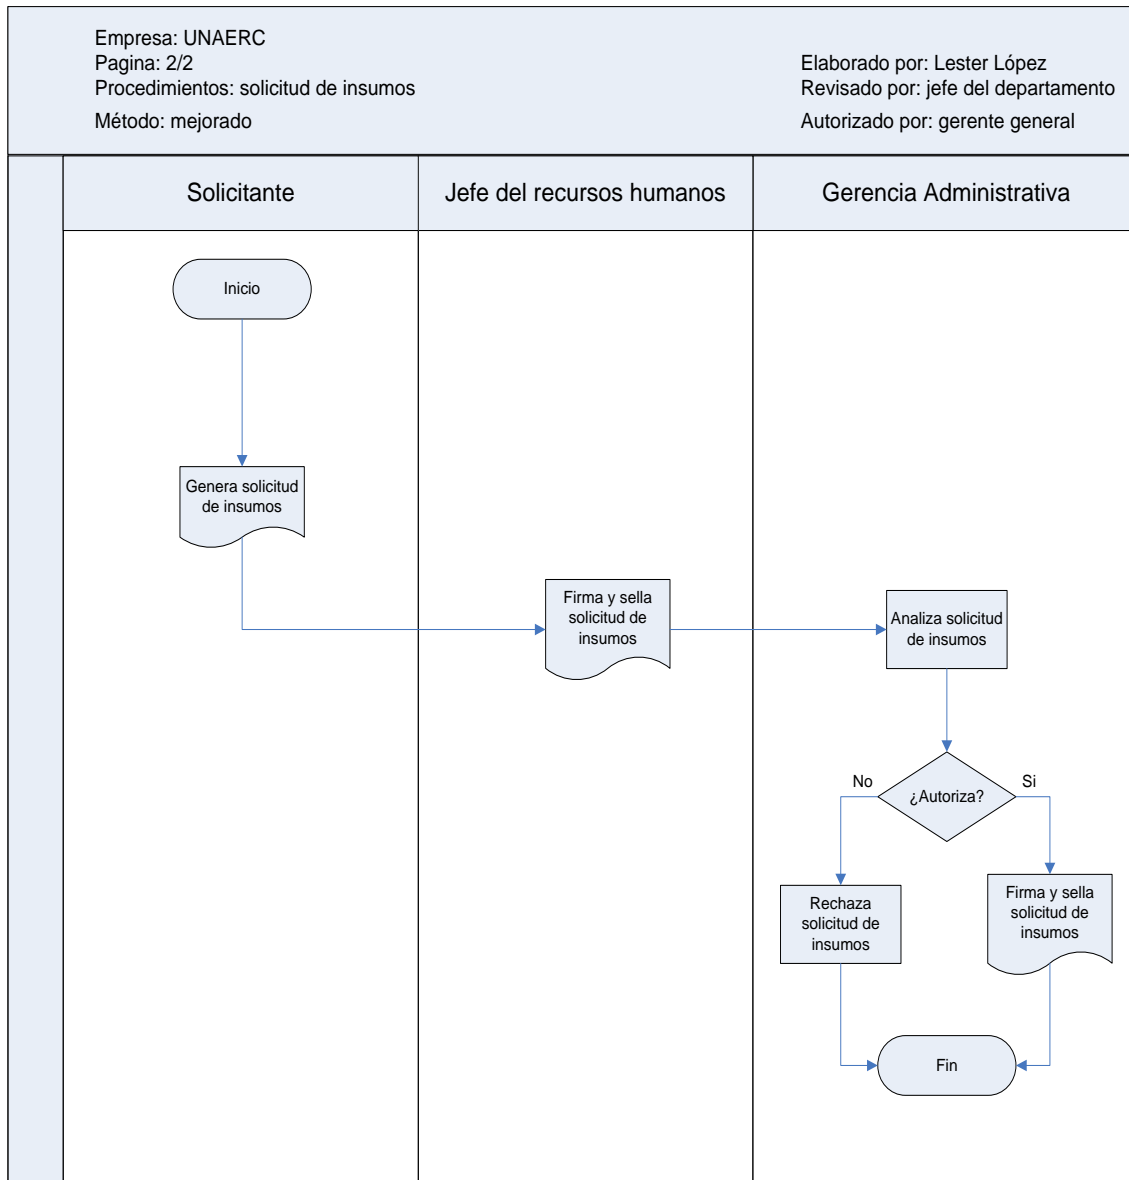 Empresa: UNAERC
Pagina: 2/2
Procedimientos: solicitud de insumos
Método: mejorado
Elaborado por: Lester López
Revisado por: jefe del departamento
Autorizado por: gerente general
Solicitante
Jefe del recursos humanos
Gerencia Administrativa
Inicio
Genera solicitud
de insumos
Firma y sella
solicitud de
insumos
Analiza solicitud
de insumos
¿Autoriza?
No
Si
Rechaza
solicitud de
insumos
Firma y sella
solicitud de
insumos
Fin